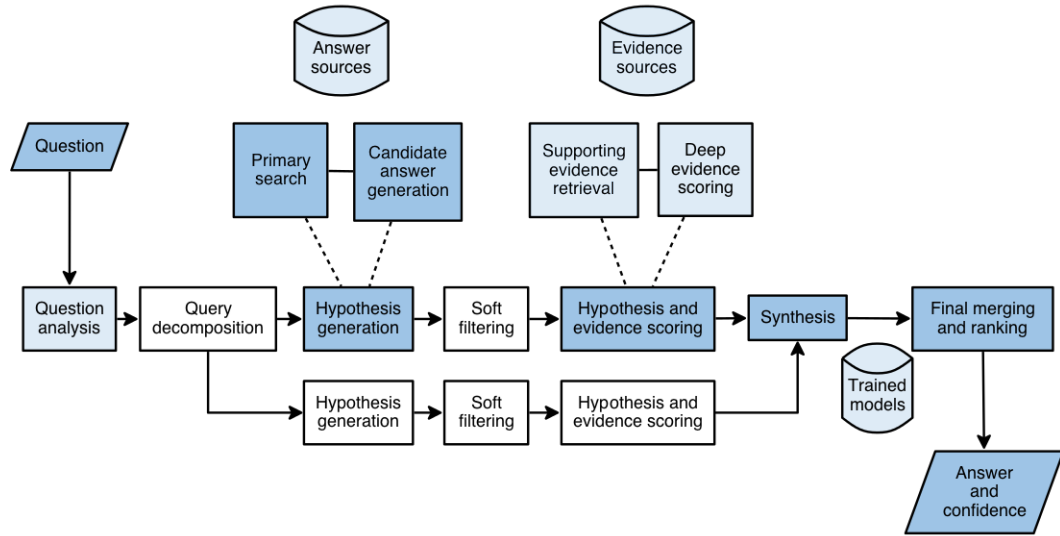 Answer
sources
Evidence
sources
Question
Primary
search
Candidate
answer
generation
Supporting
evidence
retrieval
Deep
evidence
scoring
Question
analysis
Query
decomposition
Hypothesis
generation
Soft
filtering
Hypothesis and
evidence scoring
Synthesis
Final merging
and ranking
Hypothesis
generation
Soft
filtering
Hypothesis and
evidence scoring
Trained
models
Answer
and
confidence